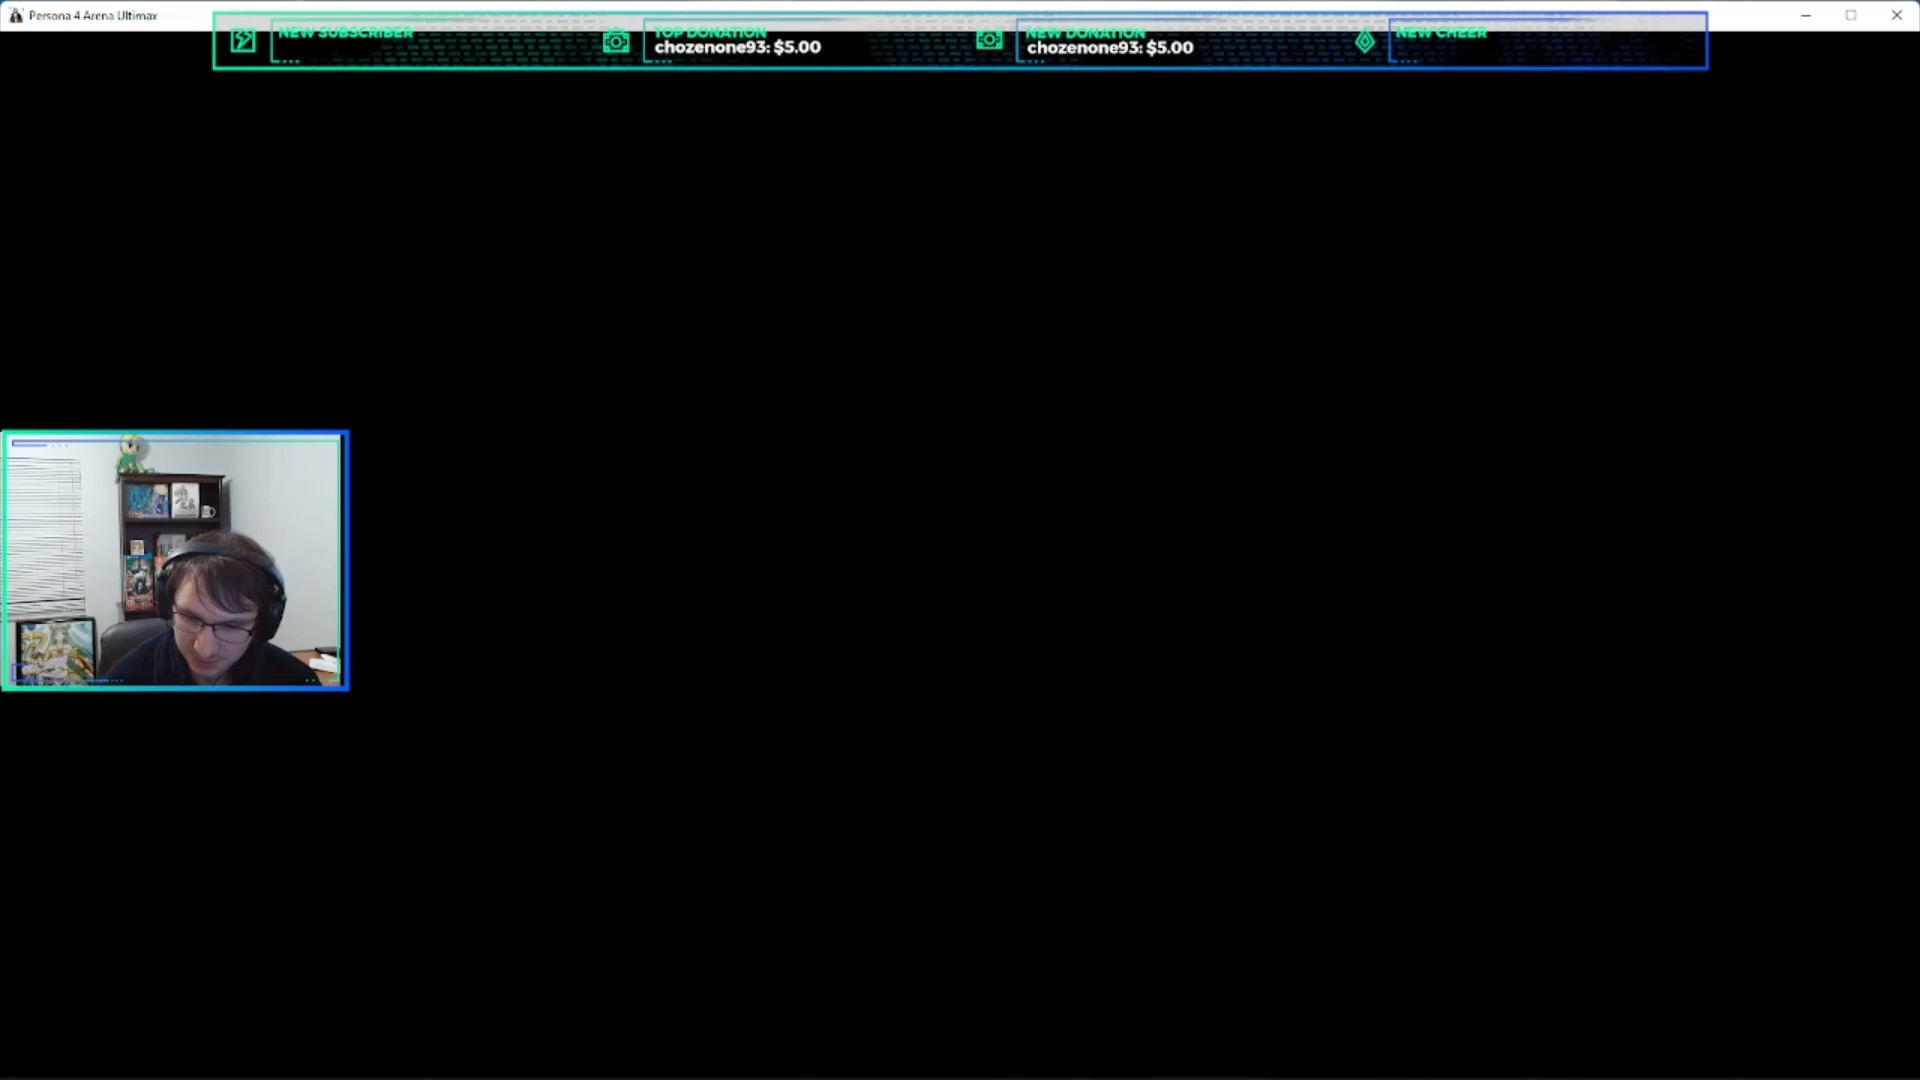 Persona 4 Arena Ultimax
NEW SUBSCRIBER
TOP DONATION
chozenone93: $5.00
NEW DONATION
chozenone93: $5.00
NEW CHEER